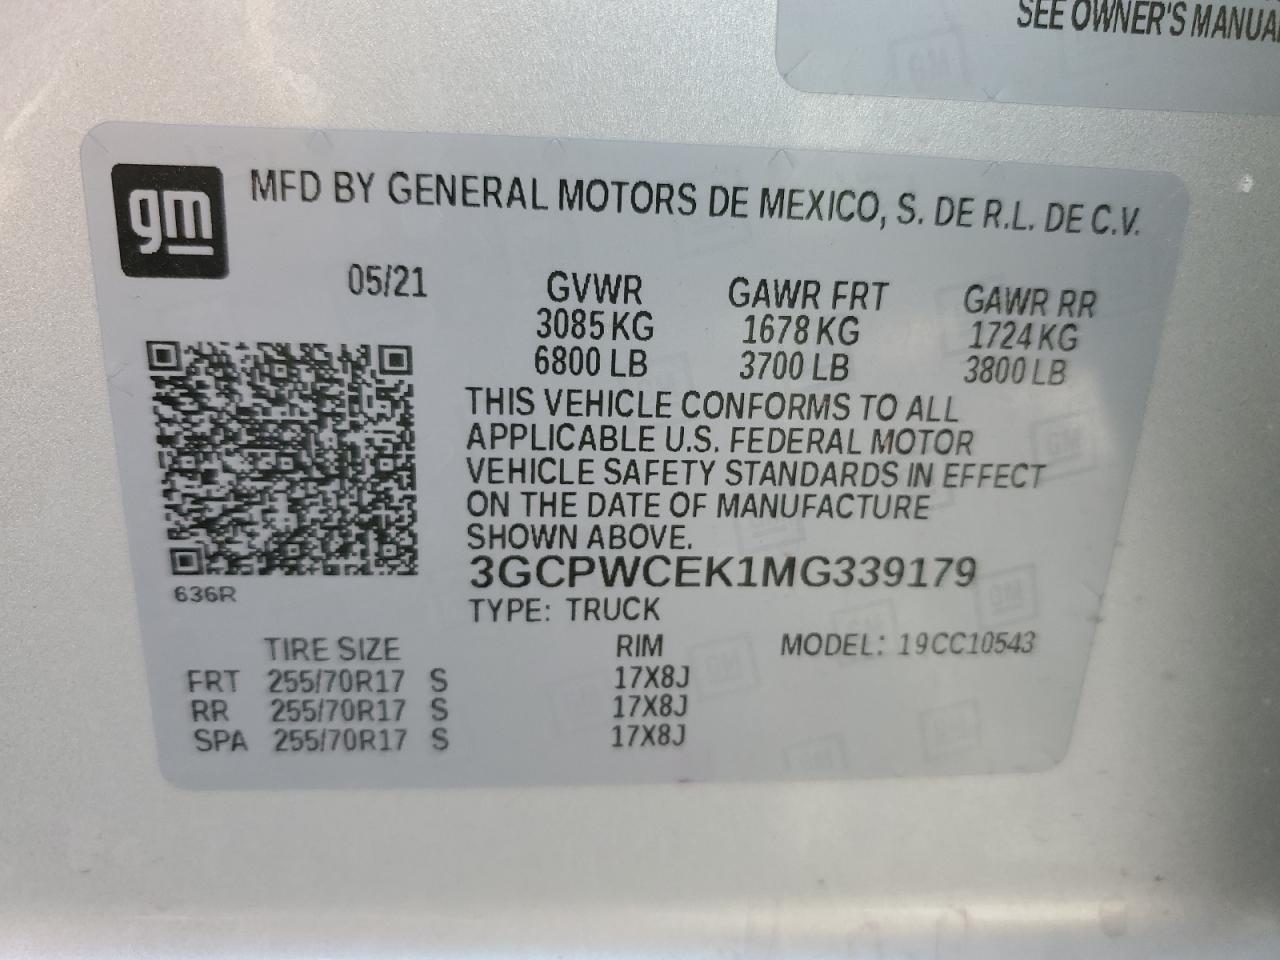 SEE OWNER'S MANUAL
gm
MFD BY GENERAL MOTORS DE MEXICO, S. DE R.L. DE C.V.
05/21 GVWR GAWR FRT GAWR RR
3085 KG 1678 KG 1724 KG
6800 LB 3700 LB 3800 LB
THIS VEHICLE CONFORMS TO ALL
APPLICABLE U.S. FEDERAL MOTOR
VEHICLE SAFETY STANDARDS IN EFFECT
ON THE DATE OF MANUFACTURE
SHOWN ABOVE.
3GCPWCEK1MG339179
636R
TYPE: TRUCK
TIRE SIZE RIM MODEL: 19CC10543
FRT 255/70R17 S 17X8J
RR 255/70R17 S 17X8J
SPA 255/70R17 S 17X8J